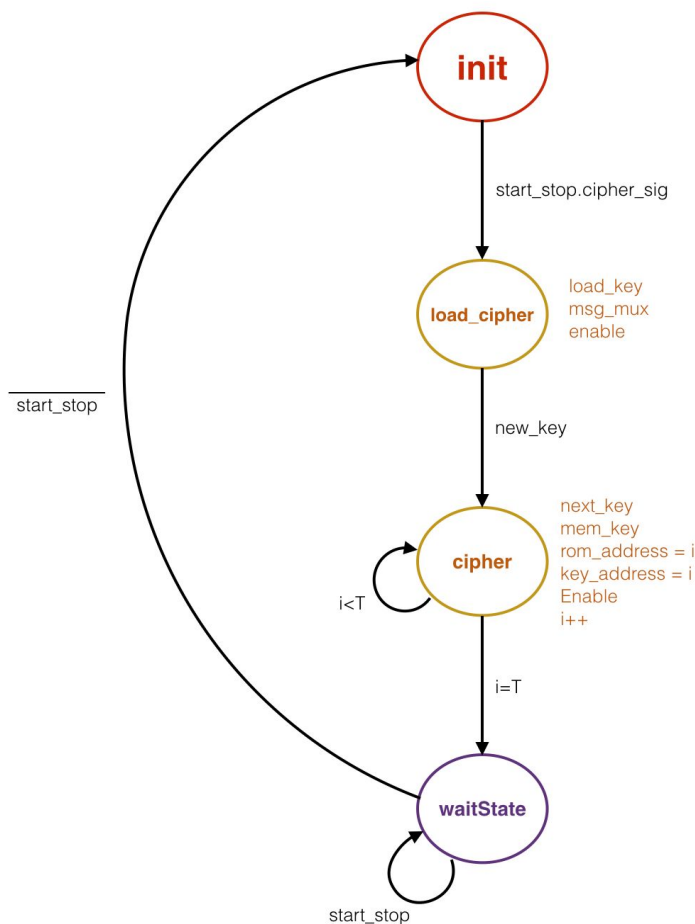 init
start_stop.cipher_sig
load_cipher
load_key
msg_mux
enable
start_stop
new_key
next_key
mem_key
rom_address = i
key_address = i
Enable
i++
cipher
i<T
i=T
waitState
start_stop